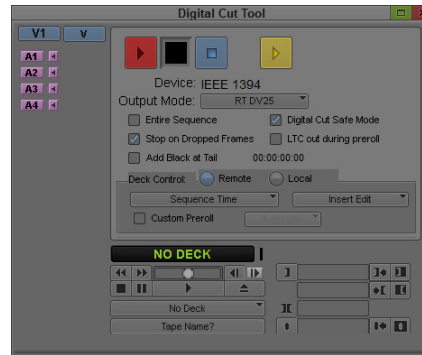 Digital Cut Tool
V1 V
A1
A2
A3
A4
Device: IEEE 1394
Output Mode: RT DV25
Entire Sequence Digital Cut Safe Mode
Stop on Dropped Frames LTC out during preroll
Add Black at Tail 00:00:00:00
Deck Control: Remote Local
Sequence Time Insert Edit
Custom Preroll
NO DECK
No Deck
Tape Name?